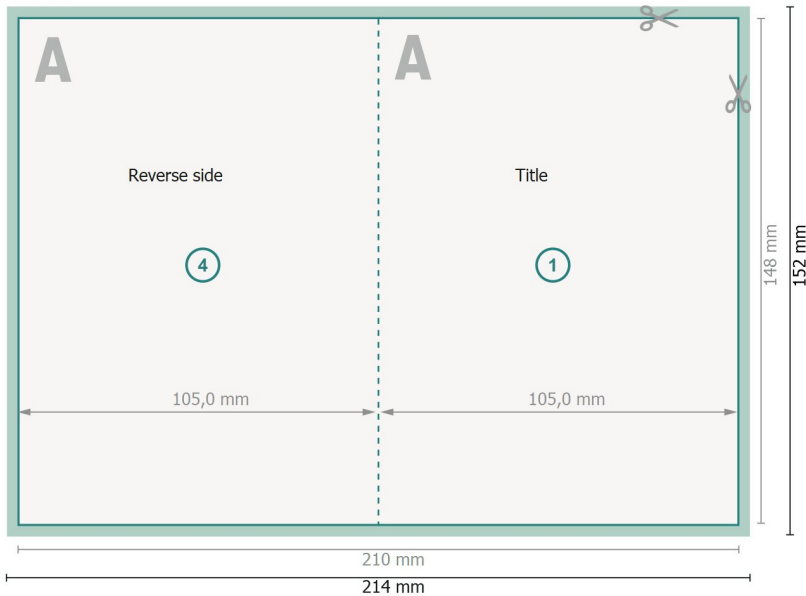 A
A
Reverse side
Title
4
1
105,0 mm
105,0 mm
148 mm
152 mm
210 mm
214 mm